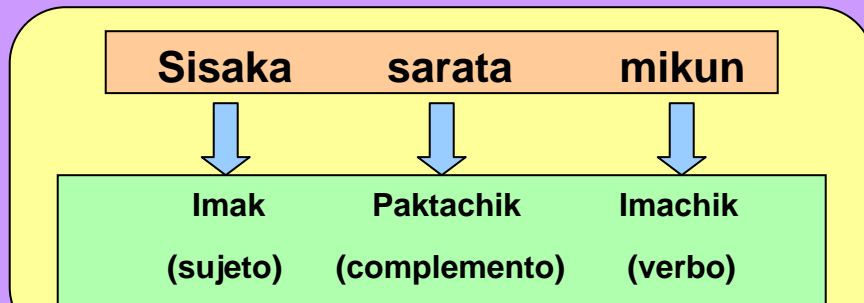 Sisaka sarata mikun
Imak Paktachik Imachik
(sujeto) (complemento) (verbo)